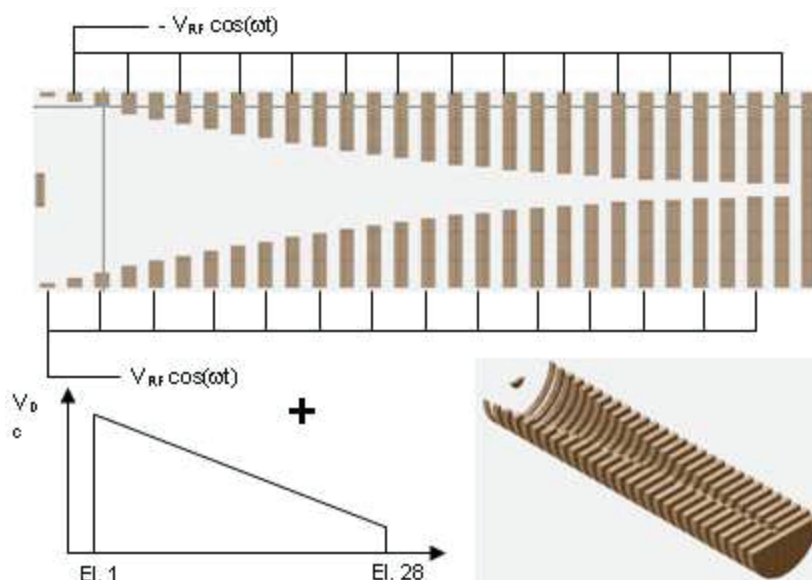 - V_RF cos(ωt)
V_RF cos(ωt)
V_D
c
+
El. 1
El. 28